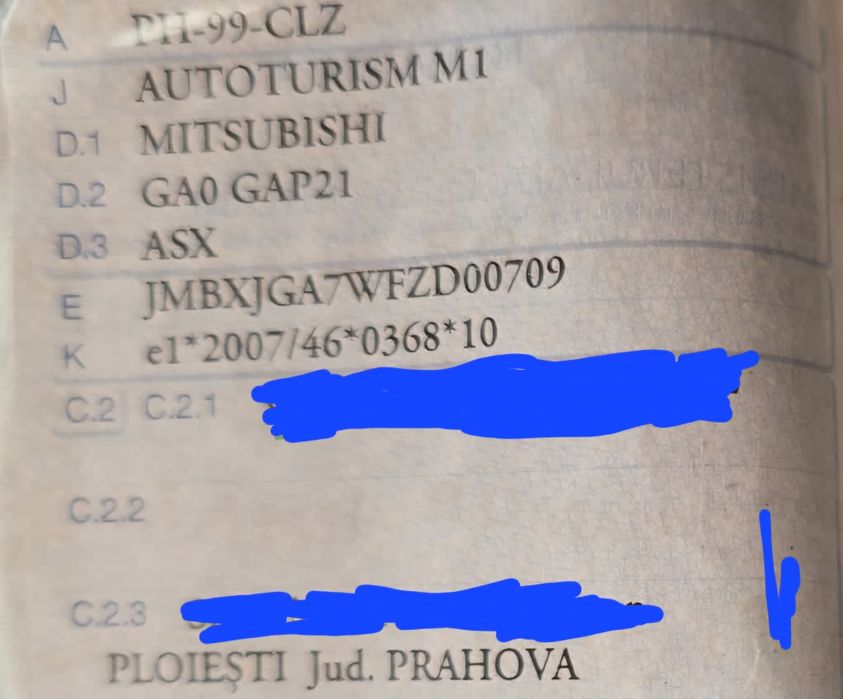 A PH-99-CLZ
J AUTOTURISM M1
D.1 MITSUBISHI
D.2 GA0 GAP21
D.3 ASX
E JMBXJGA7WFZD00709
K e1*2007/46*0368*10
C.2 C.2.1
C.2.2
C.2.3
PLOIEȘTI Jud. PRAHOVA